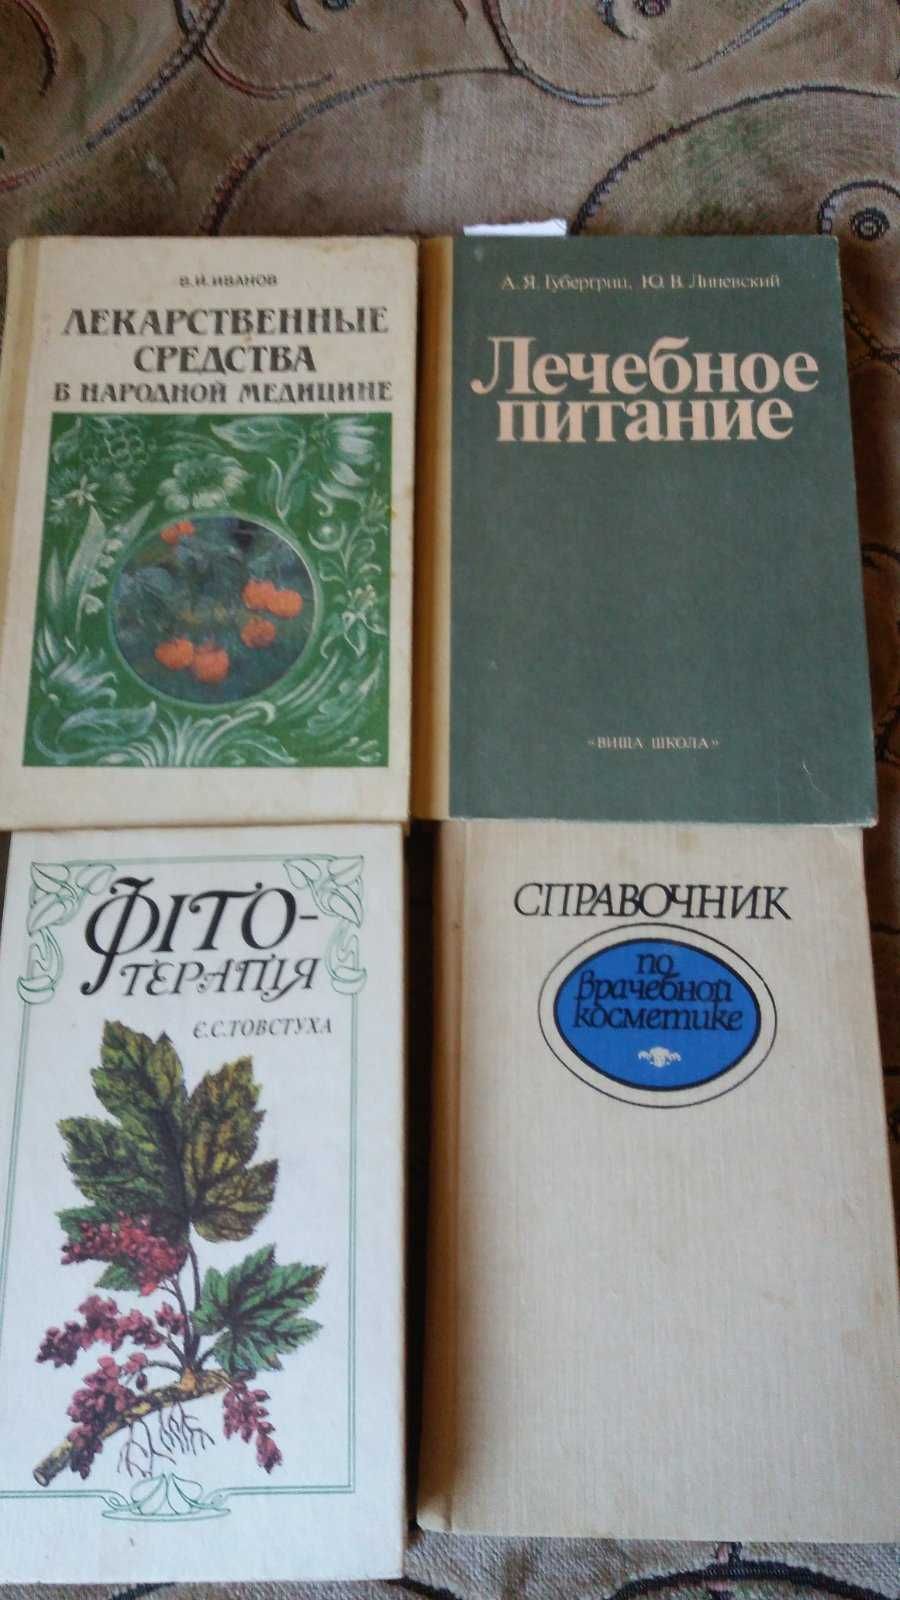 В.И.ИВАНОВ
ЛЕКАРСТВЕННЫЕ
СРЕДСТВА
В НАРОДНОЙ МЕДИЦИНЕ
А. Я. Губергриц, Ю. В. Линевский
Лечебное
питание
«ВИЩА ШКОЛА»
ФІТО-
ТЕРАПІЯ
Є.С.ТОВСТУХА
СПРАВОЧНИК
по
врачебной
косметике